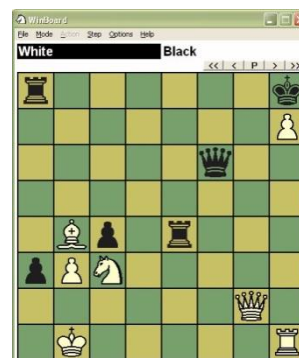 WinBoard
File Mode Action Step Options Help
White Black
<< < P > >>